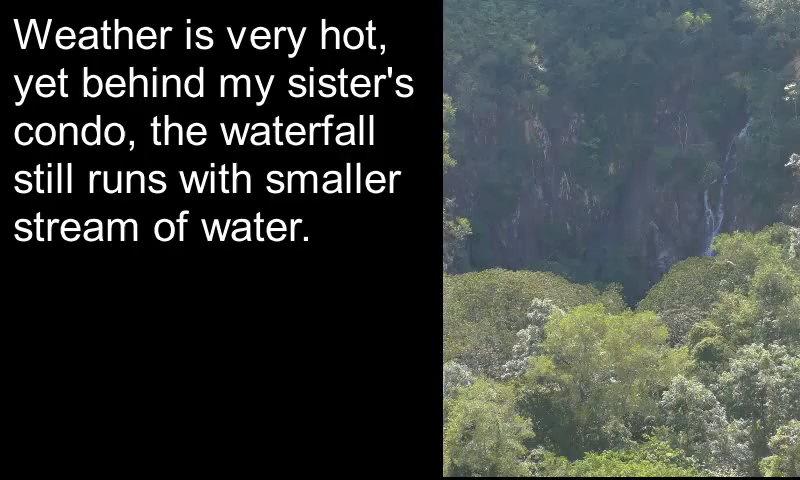 Weather is very hot,
yet behind my sister's
condo, the waterfall
still runs with smaller
stream of water.